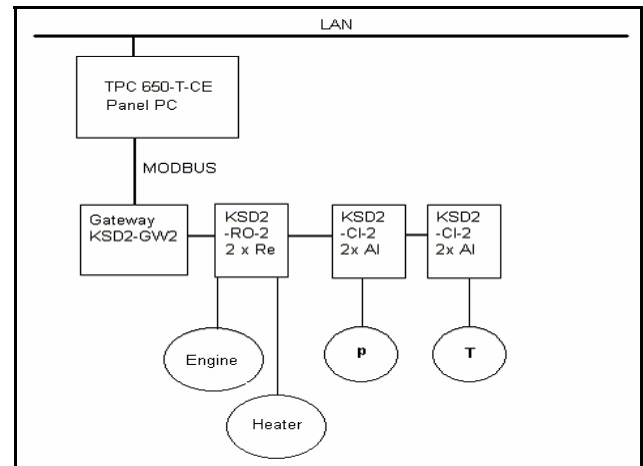 LAN
TPC 650-T-CE
Panel PC
MODBUS
Gateway
KSD2-GW2
KSD2
-RO-2
2 x Re
KSD2
-CI-2
2x AI
KSD2
-CI-2
2x AI
Engine
Heater
p
T